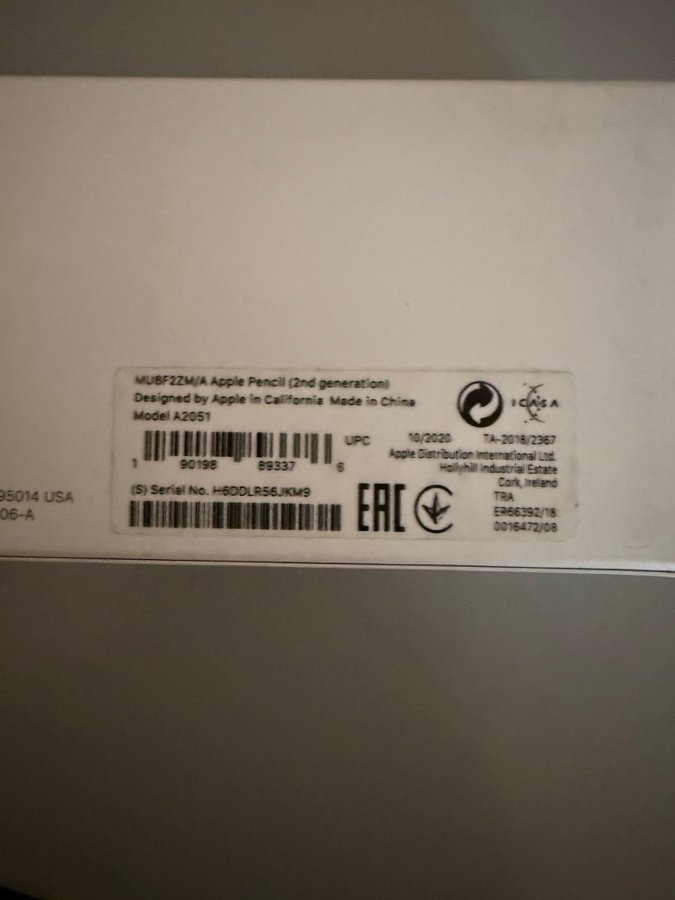 MU8F2ZM/A Apple Pencil (2nd generation)
Designed by Apple in California Made in China
Model A2051
ICASA
UPC
10/2020 TA-2018/2367
1 90198 89337 6
Apple Distribution International Ltd.
Hollyhill Industrial Estate
Cork, Ireland
(S) Serial No. H6DDLR56JKM9
EAC
TRA
ER66392/18
0016472/08
95014 USA
06-A